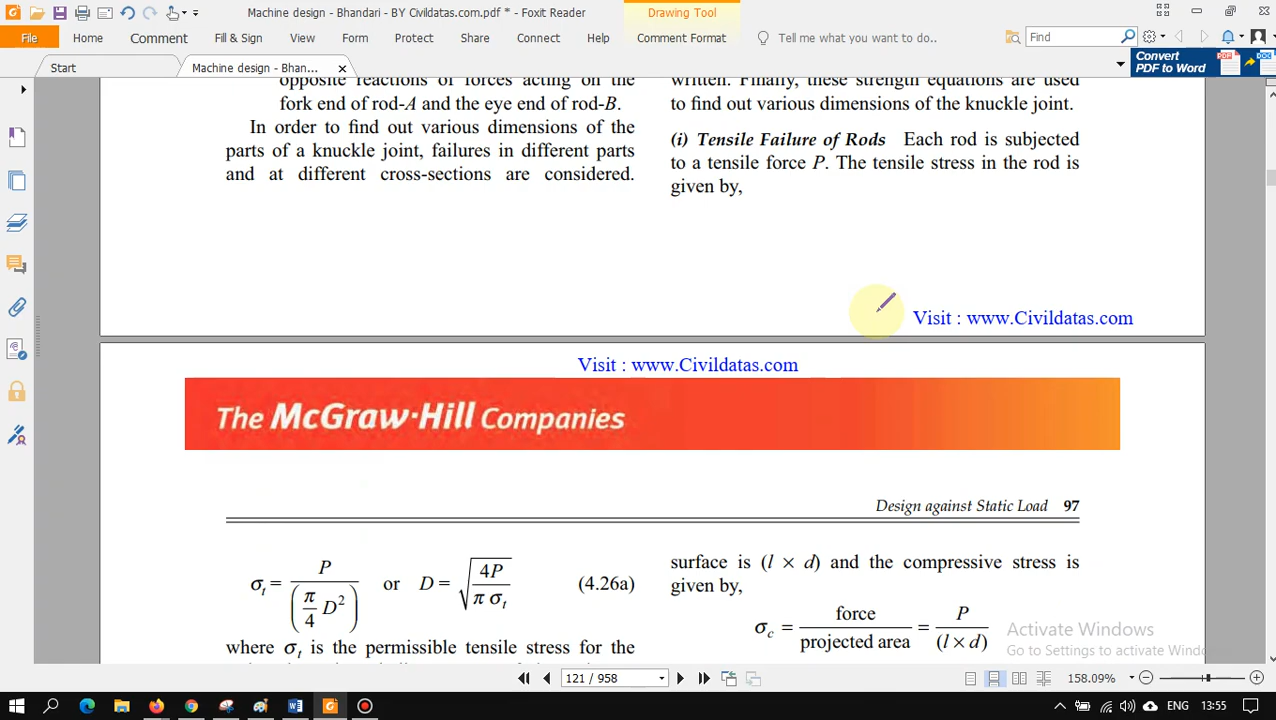 Machine design - Bhandari - BY Civildatas.com.pdf * - Foxit Reader
Drawing Tool
File Home Comment Fill & Sign View Form Protect Share Connect Help Comment Format Tell me what you want to do.. Find
Start Machine design - Bhan...
Convert
PDF to Word
opposite reactions of forces acting on the
fork end of rod-A and the eye end of rod-B.
In order to find out various dimensions of the
parts of a knuckle joint, failures in different parts
and at different cross-sections are considered.
written. Finally, these strength equations are used
to find out various dimensions of the knuckle joint.
(i) Tensile Failure of Rods Each rod is subjected
to a tensile force P. The tensile stress in the rod is
given by,
Visit : www.Civildatas.com
Visit : www.Civildatas.com
The McGraw·Hill Companies
Design against Static Load 97
σt = P / (π/4 D²) or D = √(4P / π σt) (4.26a)
where σt is the permissible tensile stress for the
surface is (l × d) and the compressive stress is
given by,
σc = force / projected area = P / (l × d)
Activate Windows
Go to Settings to activate Wind
121 / 958
158.09%
ENG 13:55